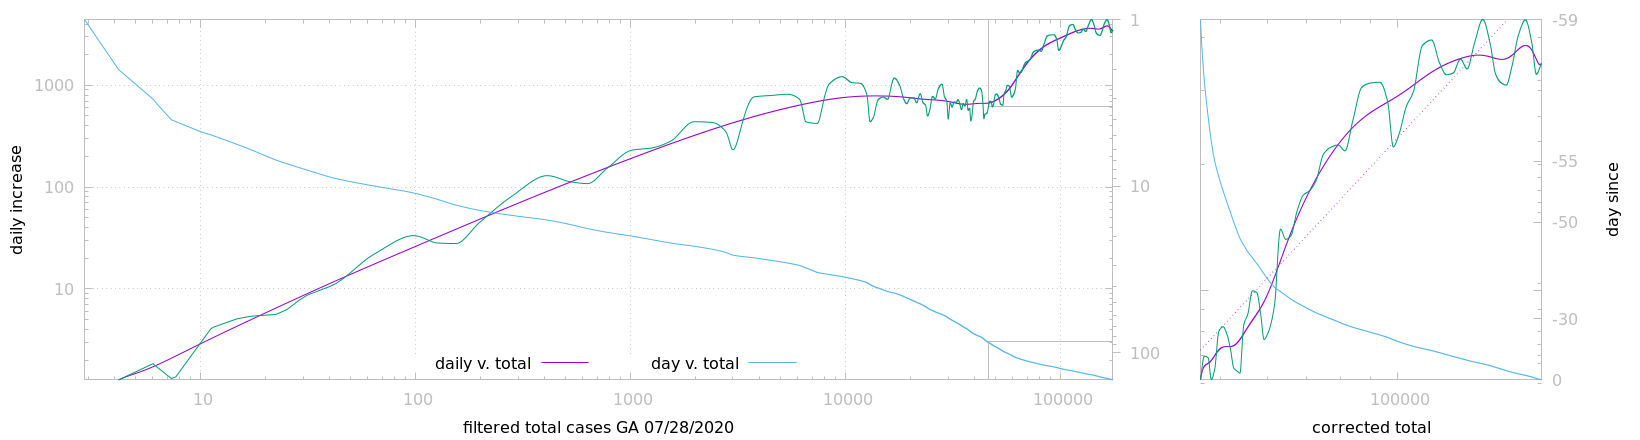 1000
100
10
daily increase
10
100
1000
10000
100000
filtered total cases GA 07/28/2020
daily v. total
day v. total
1
10
100
100000
corrected total
-59
-55
-50
-30
0
day since